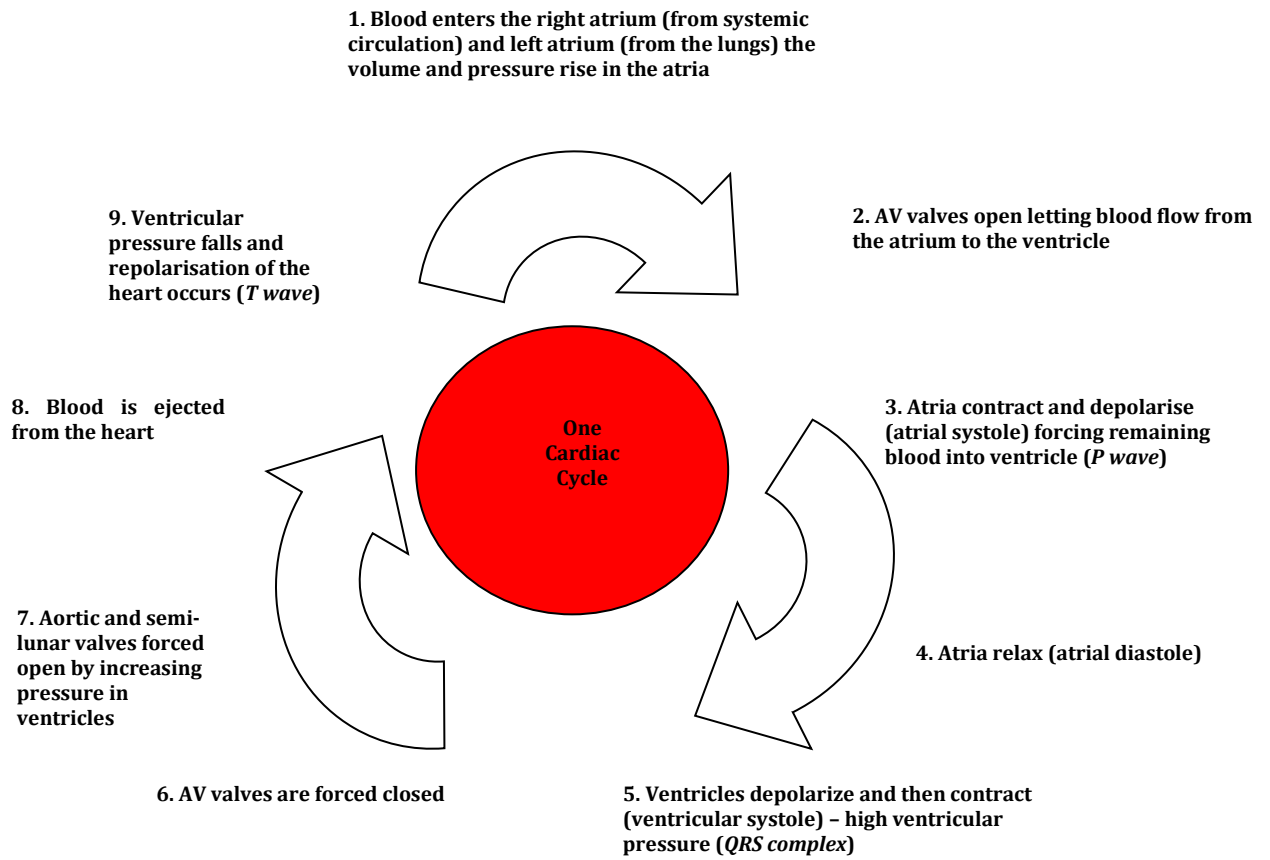 1. Blood enters the right atrium (from systemic
circulation) and left atrium (from the lungs) the
volume and pressure rise in the atria
2. AV valves open letting blood flow from
the atrium to the ventricle
3. Atria contract and depolarise
(atrial systole) forcing remaining
blood into ventricle (P wave)
4. Atria relax (atrial diastole)
5. Ventricles depolarize and then contract
(ventricular systole) – high ventricular
pressure (QRS complex)
6. AV valves are forced closed
7. Aortic and semi-
lunar valves forced
open by increasing
pressure in
ventricles
8. Blood is ejected
from the heart
9. Ventricular
pressure falls and
repolarisation of the
heart occurs (T wave)
One
Cardiac
Cycle